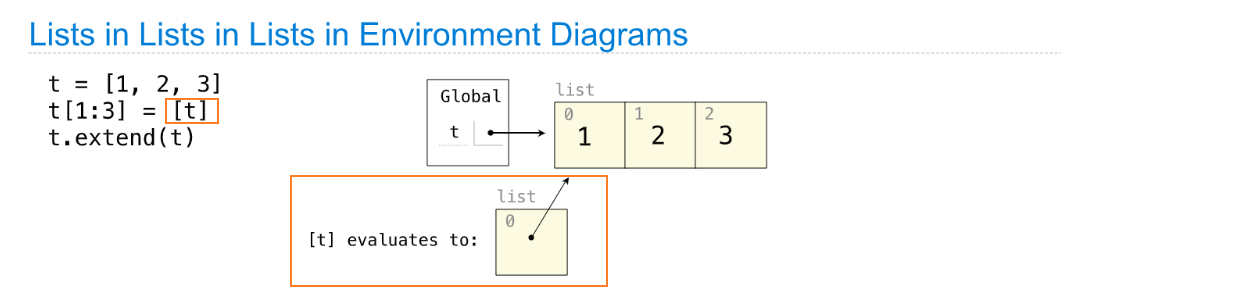 Lists in Lists in Lists in Environment Diagrams
t = [1, 2, 3]
t[1:3] = [t]
t.extend(t)
Global
t
list
0 1 2
1 2 3
list
0
[t] evaluates to: